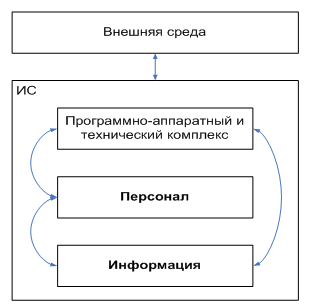 Внешняя среда
ИС
Программно-аппаратный и
технический комплекс
Персонал
Информация